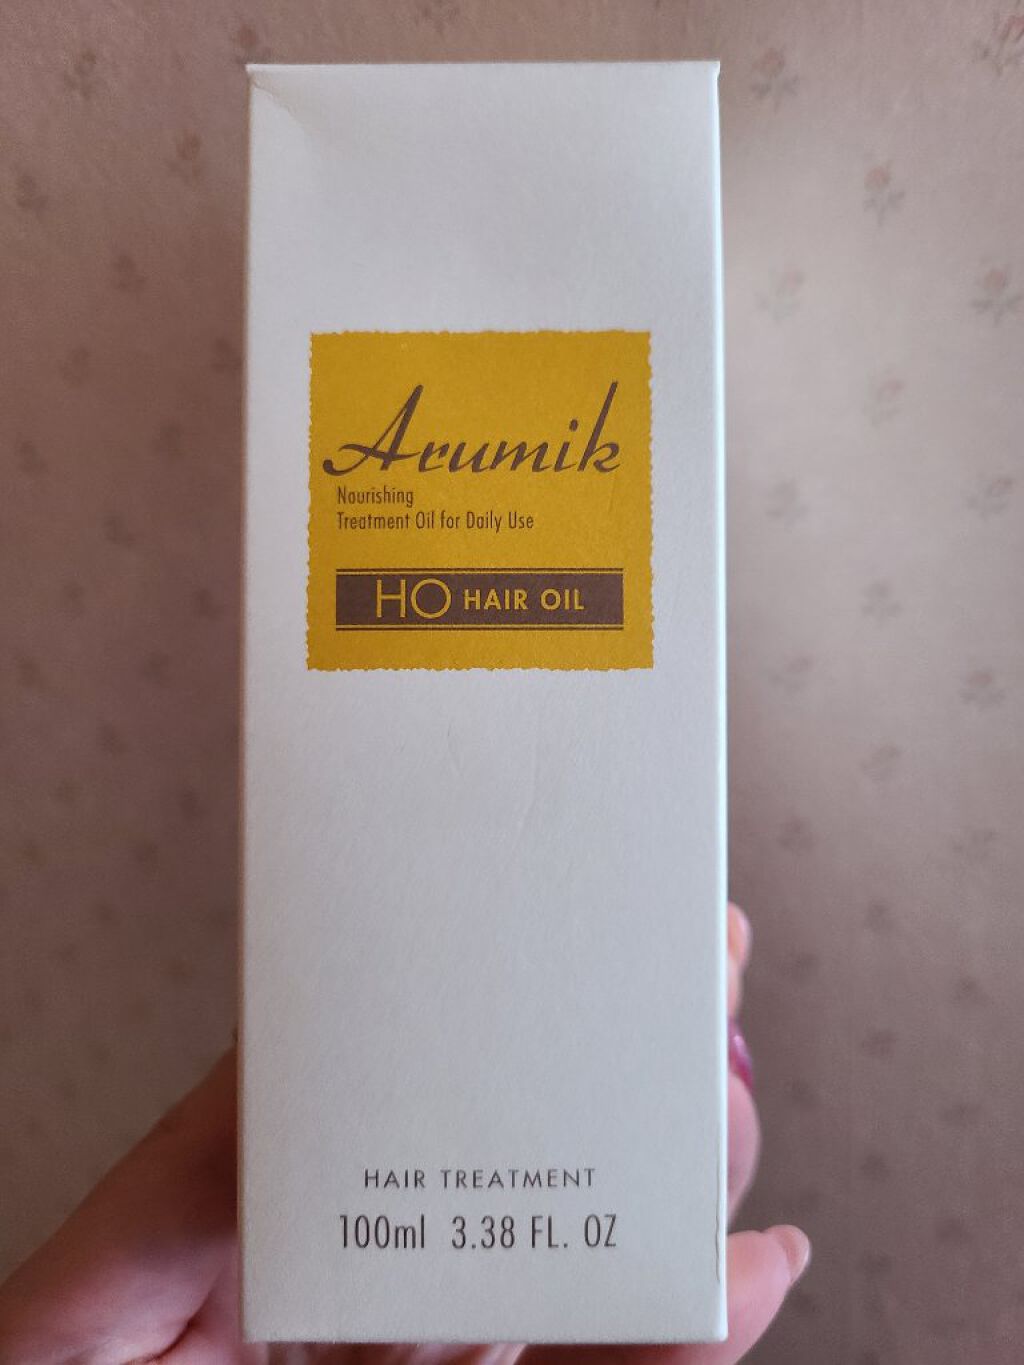 Arumik
Nourishing
Treatment Oil for Daily Use
HO HAIR OIL
HAIR TREATMENT
100ml 3.38 FL. OZ